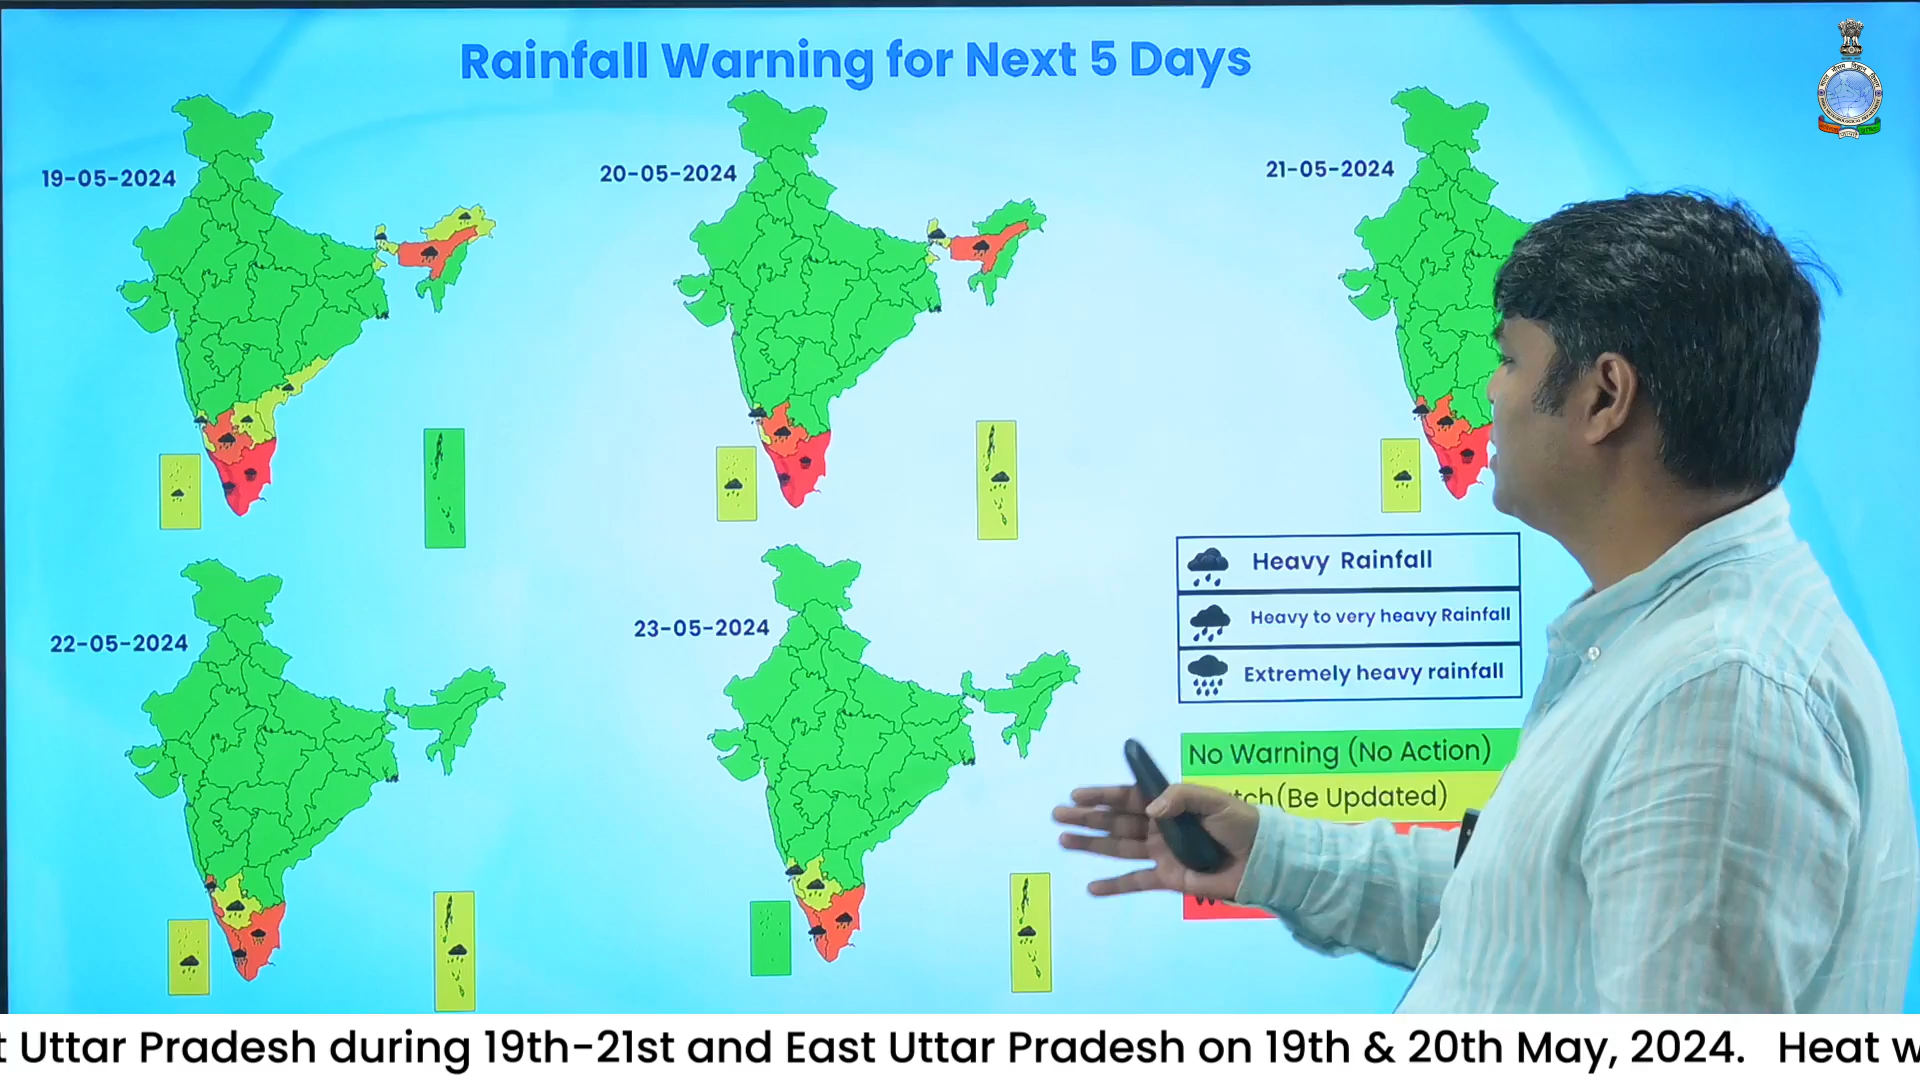 Rainfall Warning for Next 5 Days
19-05-2024
20-05-2024
21-05-2024
22-05-2024
23-05-2024
Heavy Rainfall
Heavy to very heavy Rainfall
Extremely heavy rainfall
No Warning (No Action)
tch(Be Updated)
t Uttar Pradesh during 19th-21st and East Uttar Pradesh on 19th & 20th May, 2024. Heat w